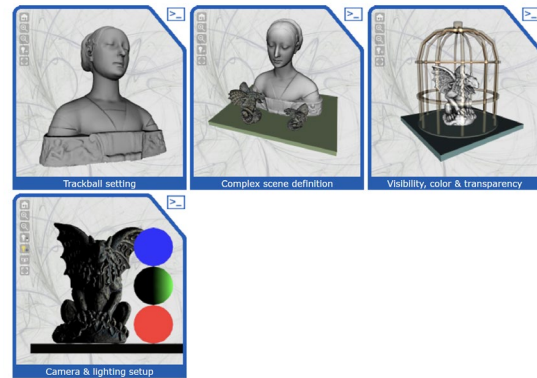 >_
>_
>_
Trackball setting
Complex scene definition
Visibility, color & transparency
>_
Camera & lighting setup